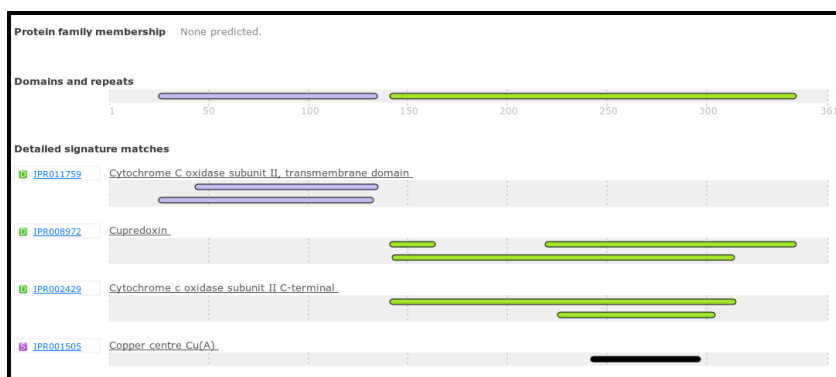 Protein family membership None predicted.
Domains and repeats
1 50 100 150 200 250 300 361
Detailed signature matches
D IPR011759 Cytochrome C oxidase subunit II, transmembrane domain
D IPR008972 Cupredoxin
D IPR002429 Cytochrome c oxidase subunit II C-terminal
S IPR001505 Copper centre Cu(A)